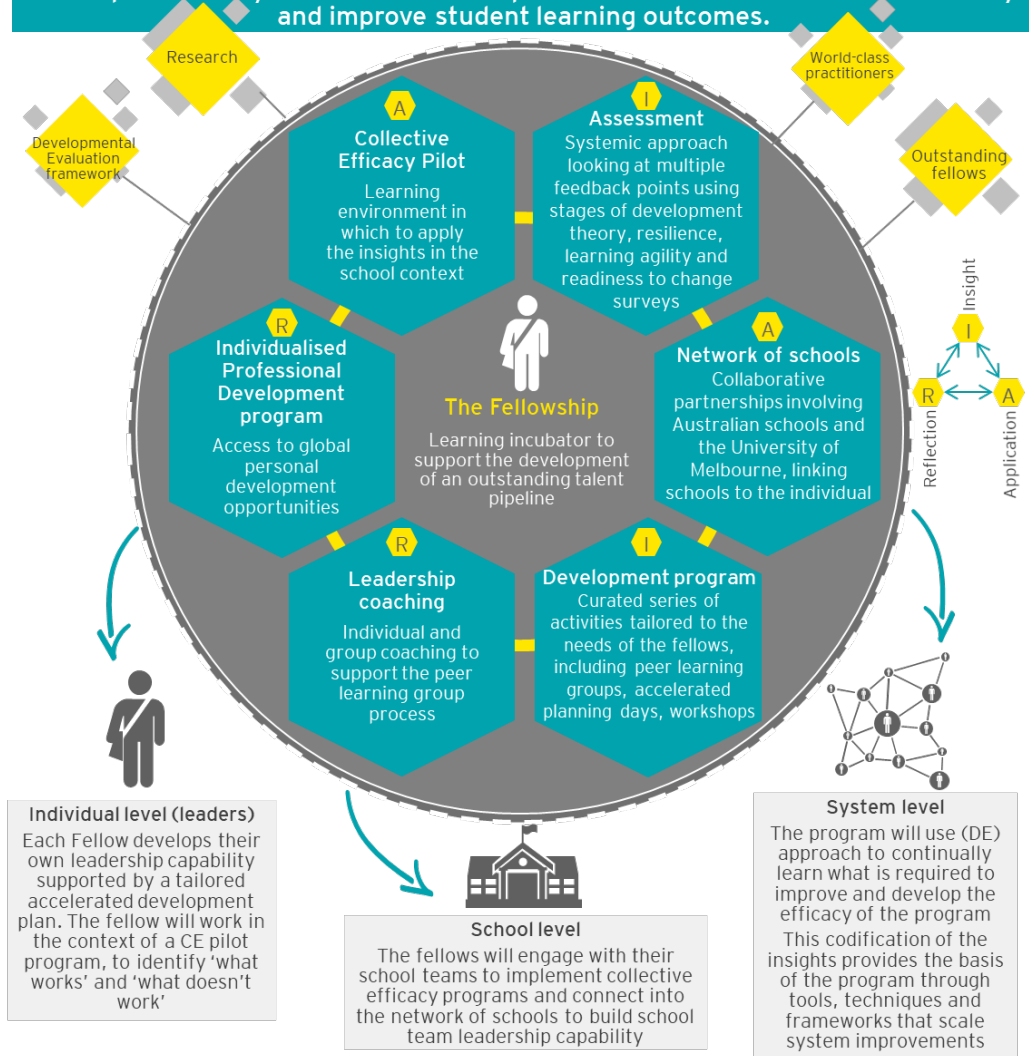 and improve student learning outcomes.
Research
World-class
practitioners
Developmental
Evaluation
framework
Outstanding
fellows
A
Collective
Efficacy Pilot
Learning
environment in
which to apply
the insights in the
school context
I
Assessment
Systemic approach
looking at multiple
feedback points using
stages of development
theory, resilience,
learning agility and
readiness to change
surveys
R
Individualised
Professional
Development
program
Access to global
personal
development
opportunities
The Fellowship
Learning incubator to
support the development
of an outstanding talent
pipeline
A
Network of schools
Collaborative
partnerships involving
Australian schools and
the University of
Melbourne, linking
schools to the individual
Insight
I
R
A
Reflection
Application
R
Leadership
coaching
Individual and
group coaching to
support the peer
learning group
process
I
Development program
Curated series of
activities tailored to the
needs of the fellows,
including peer learning
groups, accelerated
planning days, workshops
Individual level (leaders)
Each Fellow develops their
own leadership capability
supported by a tailored
accelerated development
plan. The fellow will work in
the context of a CE pilot
program, to identify ‘what
works’ and ‘what doesn’t
work’
School level
The fellows will engage with their
school teams to implement collective
efficacy programs and connect into
the network of schools to build school
team leadership capability
System level
The program will use (DE)
approach to continually
learn what is required to
improve and develop the
efficacy of the program
This codification of the
insights provides the basis
of the program through
tools, techniques and
frameworks that scale
system improvements